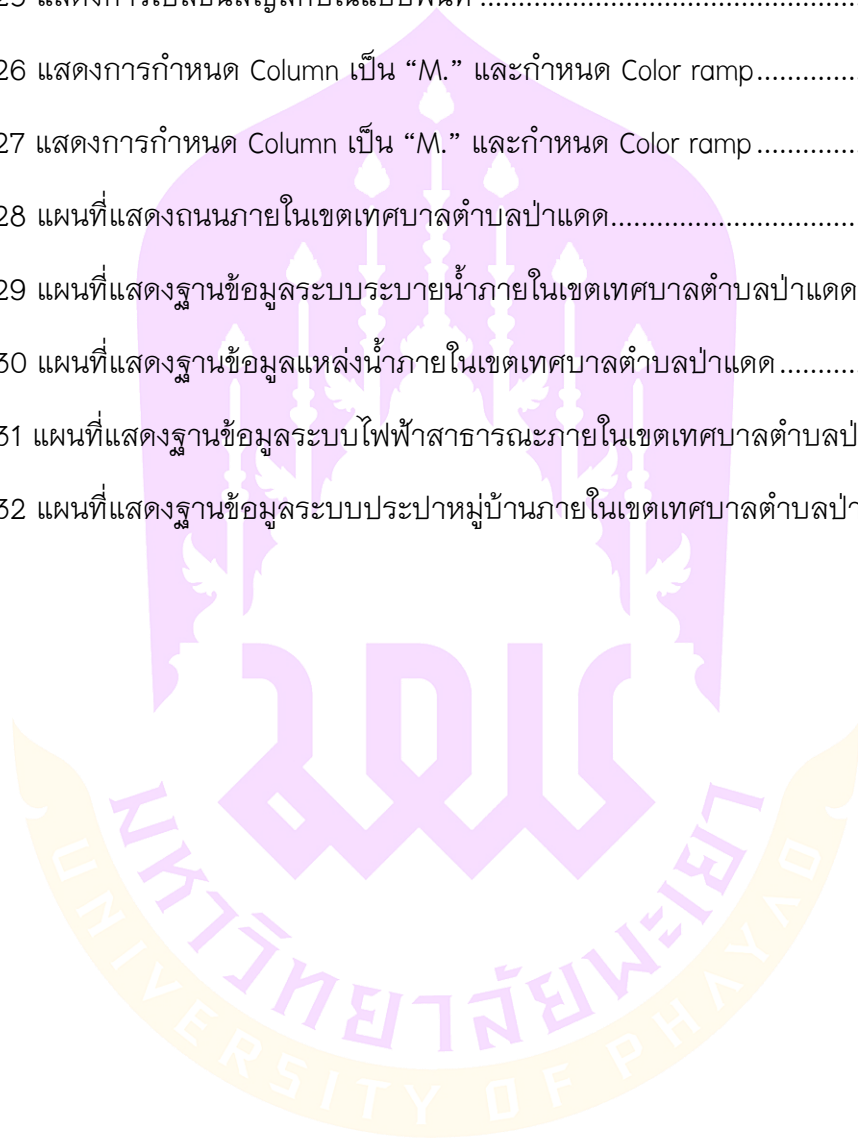 แสดงการ
26 แสดงการกำหนด Column เป็น “M.” และกำหนด Color ramp..............
27 แสดงการกำหนด Column เป็น “M.” และกำหนด Color ramp..............
28 แผนที่แสดงถนนภายในเขตเทศบาลตำบลป่าแดด.................................
29 แผนที่แสดงฐานข้อมูลระบบระบายน้ำภายในเขตเทศบาลตำบลป่าแดด
30 แผนที่แสดงฐานข้อมูลแหล่งน้ำภายในเขตเทศบาลตำบลป่าแดด...........
31 แผนที่แสดงฐานข้อมูลระบบไฟฟ้าสาธารณะภายในเขตเทศบาลตำบลป่
32 แผนที่แสดงฐานข้อมูลระบบประปาหมู่บ้านภายในเขตเทศบาลตำบลป่า
มหาวิทยาลัยพะเยา
UNIVERSITY OF PHAYAO